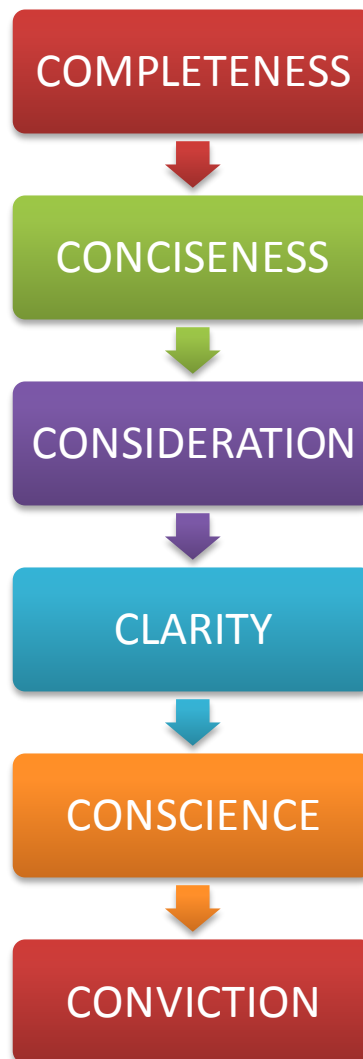 COMPLETENESS
CONCISENESS
CONSIDERATION
CLARITY
CONSCIENCE
CONVICTION